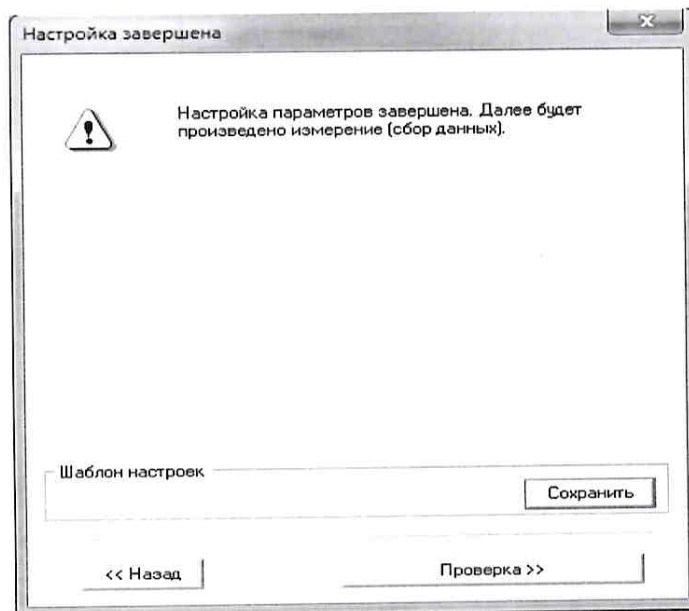 Настройка завершена
Настройка параметров завершена. Далее будет
произведено измерение (сбор данных).
Шаблон настроек
Сохранить
<< Назад
Проверка >>